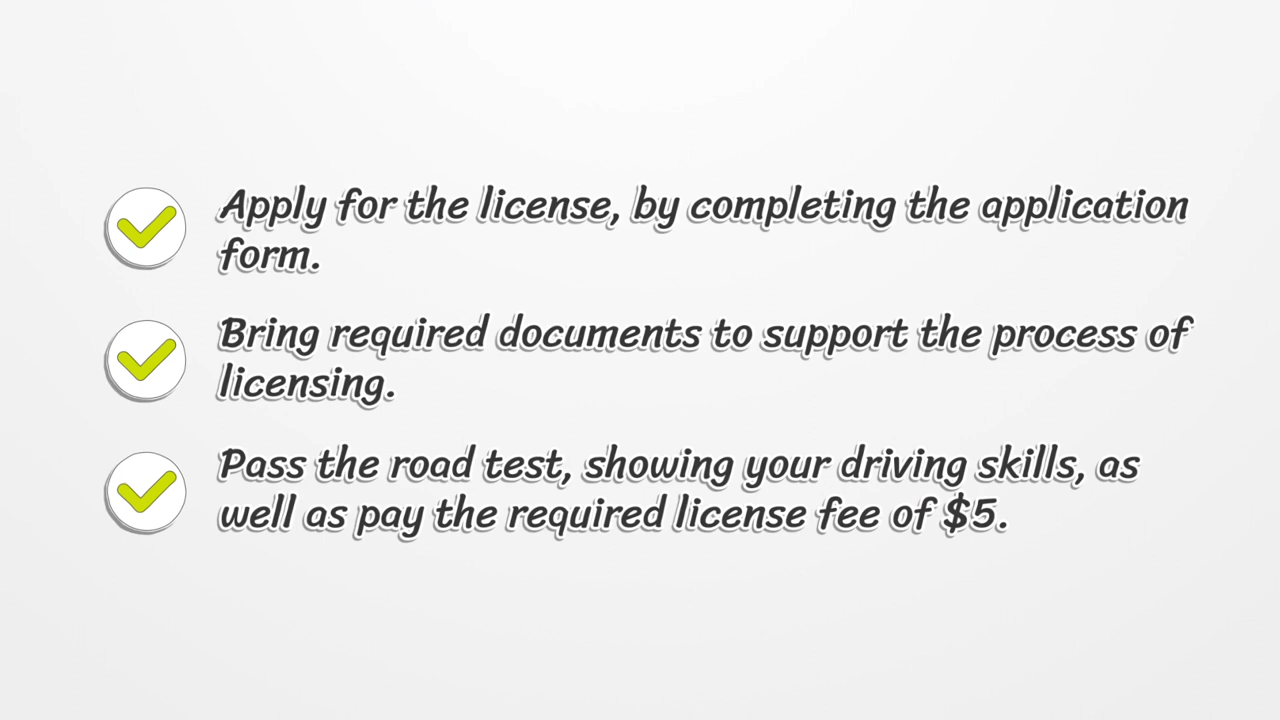 Apply for the license, by completing the application
form.
Bring required documents to support the process of
licensing.
Pass the road test, showing your driving skills, as
well as pay the required license fee of $5.